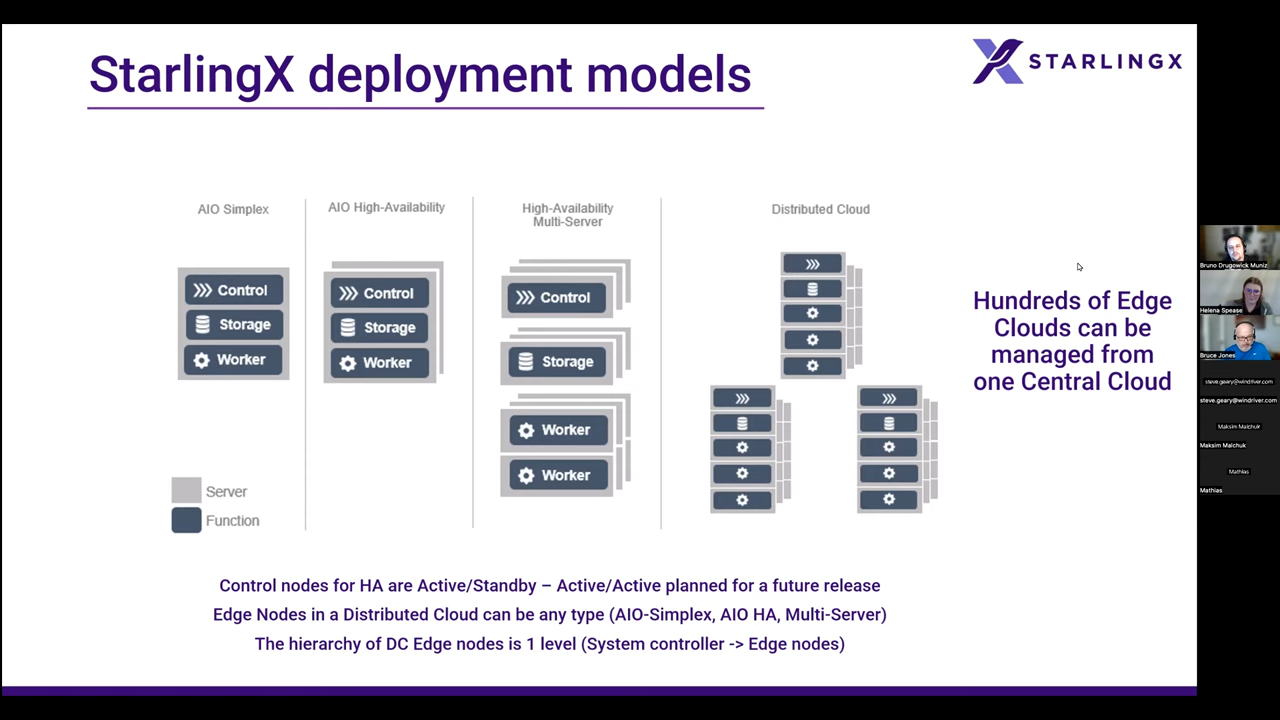 StarlingX deployment models
STARLINGX
AIO Simplex
Control
Storage
Worker
AIO High-Availability
Control
Storage
Worker
High-Availability
Multi-Server
Control
Storage
Worker
Worker
Distributed Cloud
Hundreds of Edge
Clouds can be
managed from
one Central Cloud
Server
Function
Control nodes for HA are Active/Standby – Active/Active planned for a future release
Edge Nodes in a Distributed Cloud can be any type (AIO-Simplex, AIO HA, Multi-Server)
The hierarchy of DC Edge nodes is 1 level (System controller -> Edge nodes)
Bruno Drugowick Muniz
Helena Spease
Bruce Jones
steve.geary@windriver.com
steve.geary@windriver.com
Maksim Malchuk
Maksim Malchuk
Mathias
Mathias